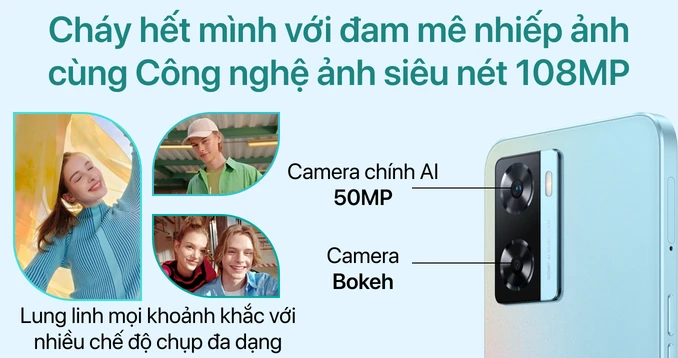 Cháy hết mình với đam mê nhiếp ảnh
cùng Công nghệ ảnh siêu nét 108MP
Camera chính AI
50MP
Camera
Bokeh
Lung linh mọi khoảnh khắc với
nhiều chế độ chụp đa dạng